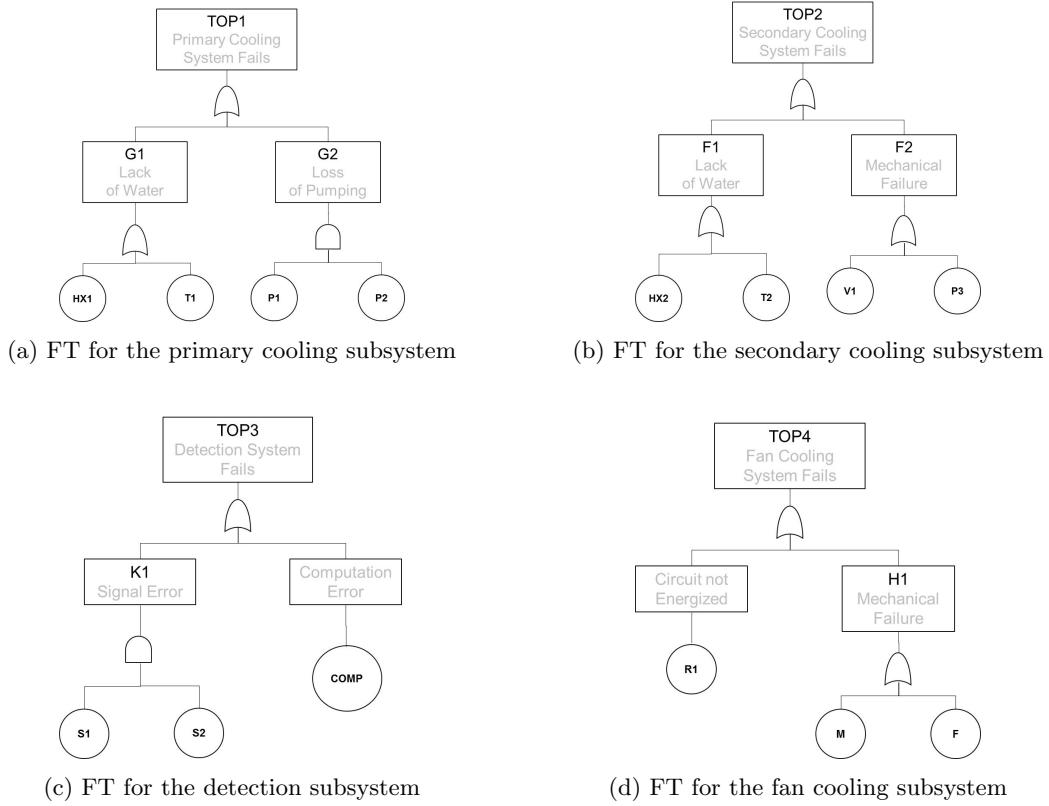 TOP1
Primary Cooling
System Fails
G1
Lack
of Water
G2
Loss
of Pumping
HX1
T1
P1
P2
(a) FT for the primary cooling subsystem
TOP2
Secondary Cooling
System Fails
F1
Lack
of Water
F2
Mechanical
Failure
HX2
T2
V1
P3
(b) FT for the secondary cooling subsystem
TOP3
Detection System
Fails
K1
Signal Error
Computation
Error
COMP
S1
S2
(c) FT for the detection subsystem
TOP4
Fan Cooling
System Fails
Circuit not
Energized
H1
Mechanical
Failure
R1
M
F
(d) FT for the fan cooling subsystem